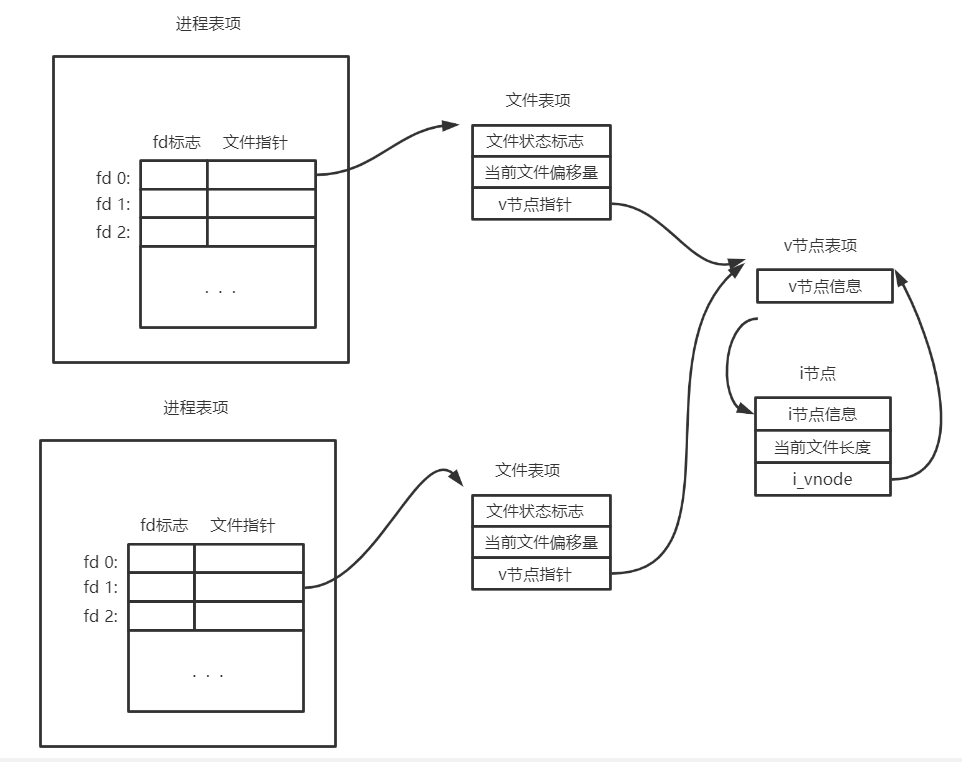 进程表项
fd标志 文件指针
fd 0:
fd 1:
fd 2:
. . .
文件表项
文件状态标志
当前文件偏移量
v节点指针
v节点表项
v节点信息
i节点
i节点信息
当前文件长度
i_vnode
进程表项
fd标志 文件指针
fd 0:
fd 1:
fd 2:
. . .
文件表项
文件状态标志
当前文件偏移量
v节点指针